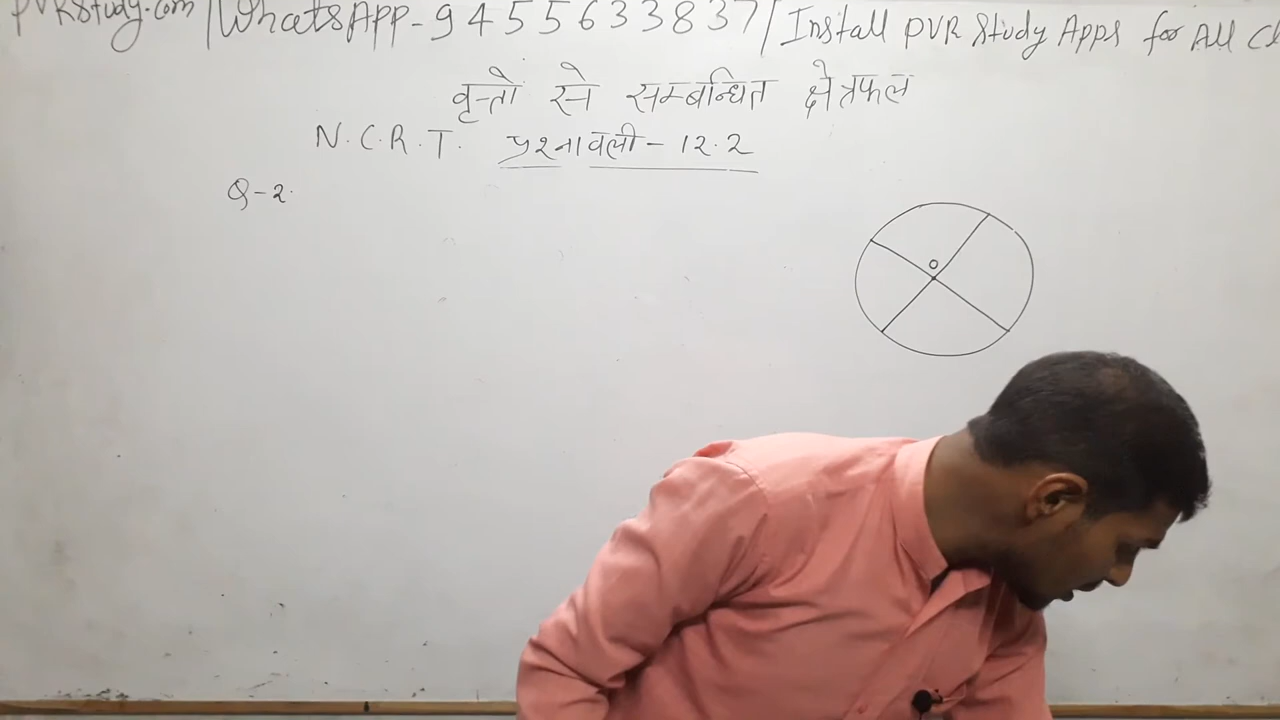 PVRStudy.com | WhatsApp - 9455633837 | Install PVR Study Apps for All
वृत्तों से सम्बन्धित क्षेत्रफल
N.C.R.T. प्रश्नावली - 12.2
Q-2.
O